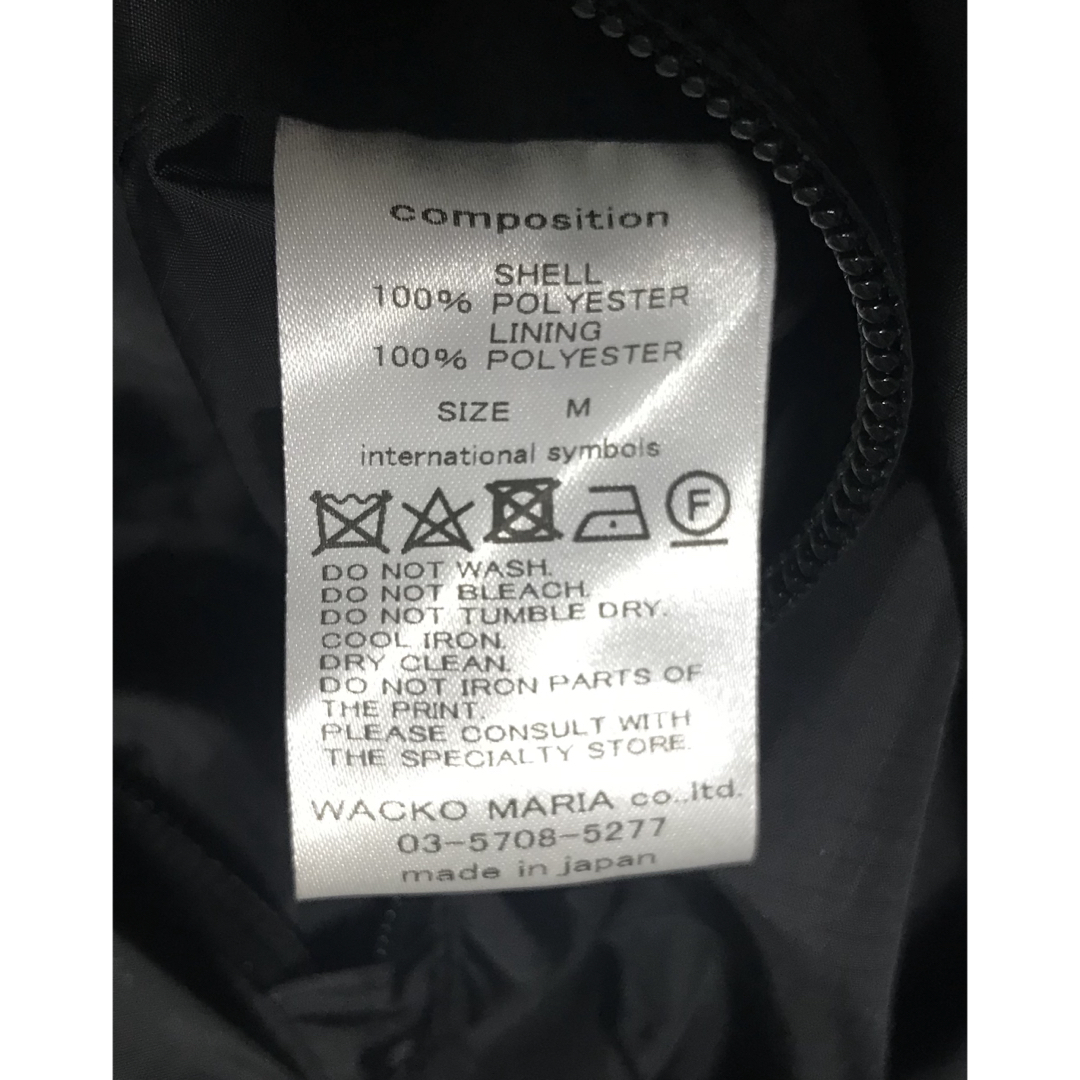 composition
SHELL
100% POLYESTER
LINING
100% POLYESTER
SIZE M
international symbols
F
DO NOT WASH.
DO NOT BLEACH.
DO NOT TUMBLE DRY.
COOL IRON.
DRY CLEAN.
DO NOT IRON PARTS OF
THE PRINT.
PLEASE CONSULT WITH
THE SPECIALTY STORE.
WACKO MARIA co.,ltd.
03-5708-5277
made in japan